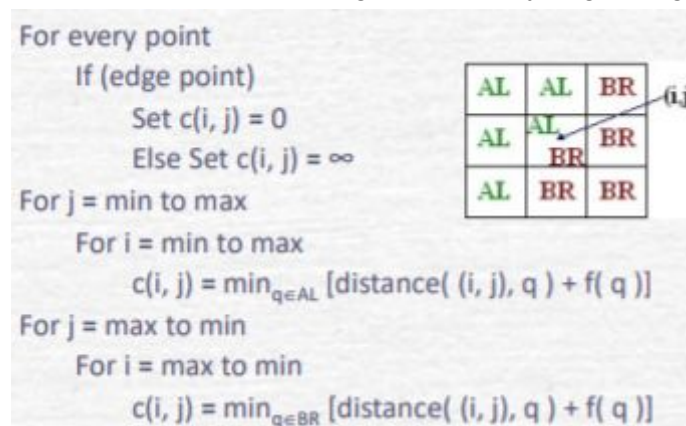 For every point
If (edge point)
Set c(i, j) = 0
Else Set c(i, j) = ∞
For j = min to max
For i = min to max
c(i, j) = min_{q∈AL} [distance( (i, j), q ) + f( q )]
For j = max to min
For i = max to min
c(i, j) = min_{q∈BR} [distance( (i, j), q ) + f( q )]
AL AL BR
AL AL BR BR
AL BR BR
(i,j